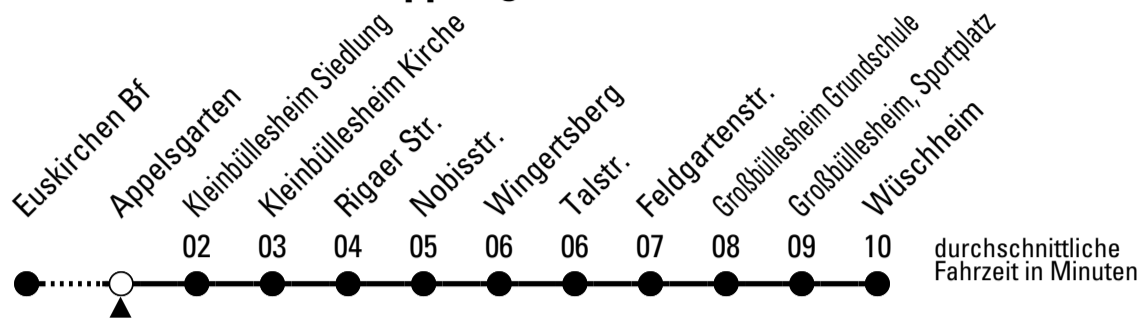 Euskirchen Bf
Appelsgarten
Kleinbüllesheim Siedlung
Kleinbüllesheim Kirche
Rigaer Str.
Nobisstr.
Wingertsberg
Talstr.
Feldgartenstr.
Großbüllesheim Grundschule
Großbüllesheim, Sportplatz
Wüschheim
02 03 04 05 06 06 07 08 09 10
durchschnittliche
Fahrzeit in Minuten